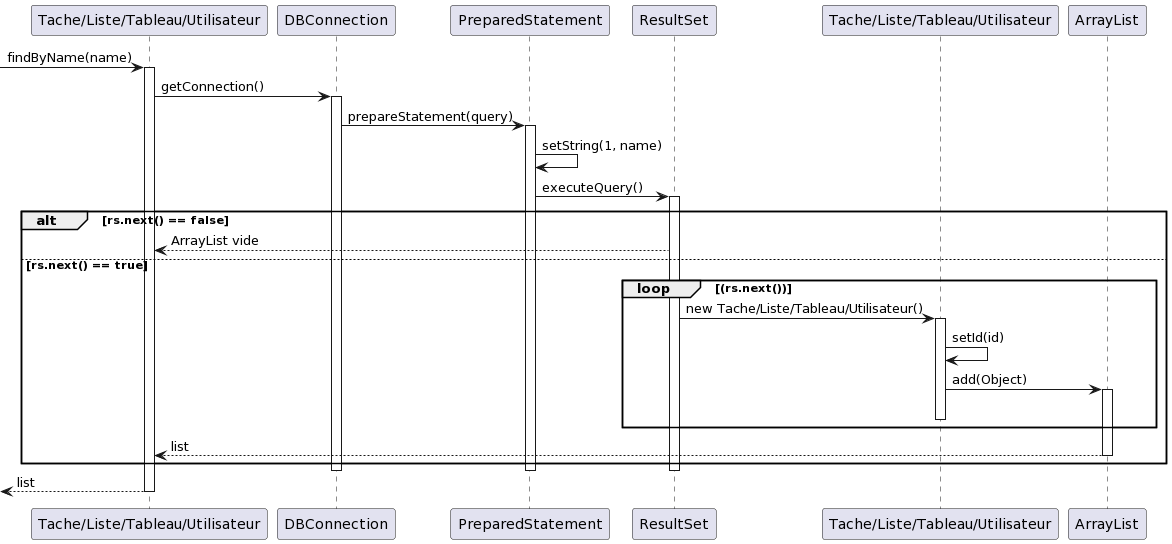 Tache/Liste/Tableau/Utilisateur DBConnection PreparedStatement ResultSet Tache/Liste/Tableau/Utilisateur ArrayList
findByName(name)
getConnection()
prepareStatement(query)
setString(1, name)
executeQuery()
alt [rs.next() == false]
ArrayList vide
[rs.next() == true]
loop [(rs.next())]
new Tache/Liste/Tableau/Utilisateur()
setId(id)
add(Object)
list
list
Tache/Liste/Tableau/Utilisateur DBConnection PreparedStatement ResultSet Tache/Liste/Tableau/Utilisateur ArrayList